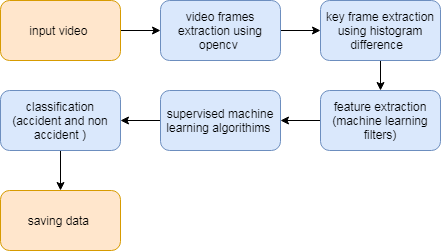 input video
video frames
extraction using
opencv
key frame extraction
using histogram
difference
feature extraction
(machine learning
filters)
supervised machine
learning algorithims
classification
(accident and non
accident )
saving data